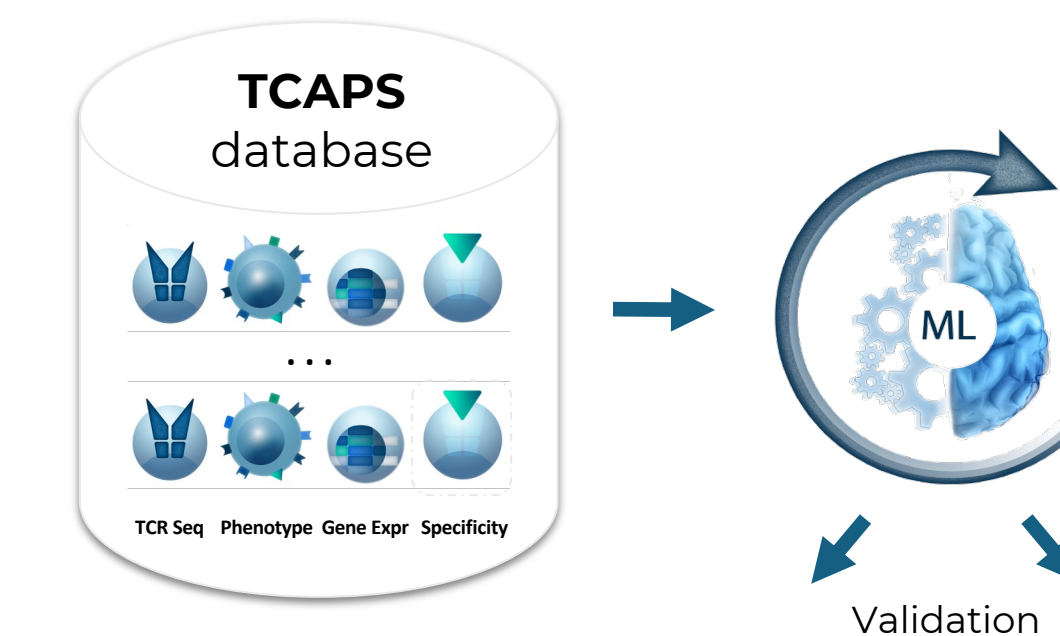 TCAPS
database
. . .
TCR Seq Phenotype Gene Expr Specificity
ML
Validation